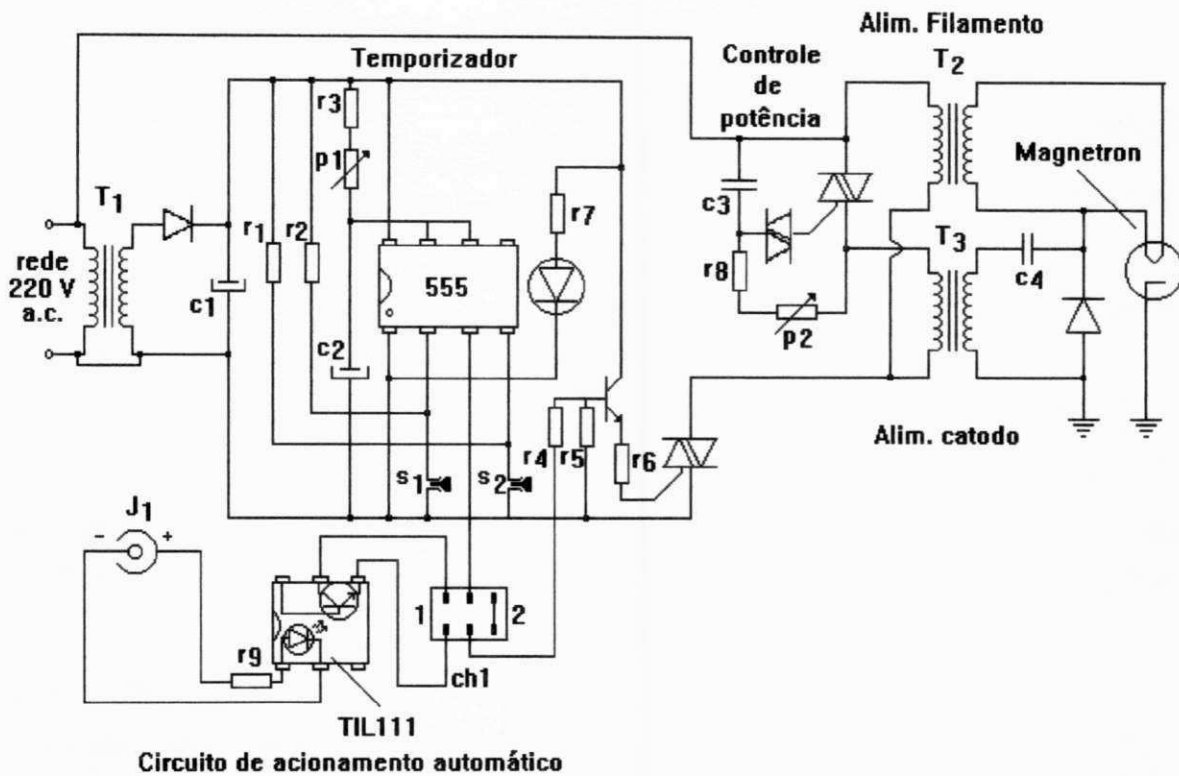 Alim. Filamento
Temporizador
Controle
de
potência
T2
r3
p1
Magnetron
T1
c3
r7
r1
r2
T3
rede
220 V
a.c.
555
r8
c4
c1
p2
c2
r4
r5
r6
Alim. catodo
s1
s2
J1
-
+
1
2
r9
ch1
TIL111
Circuito de acionamento automático